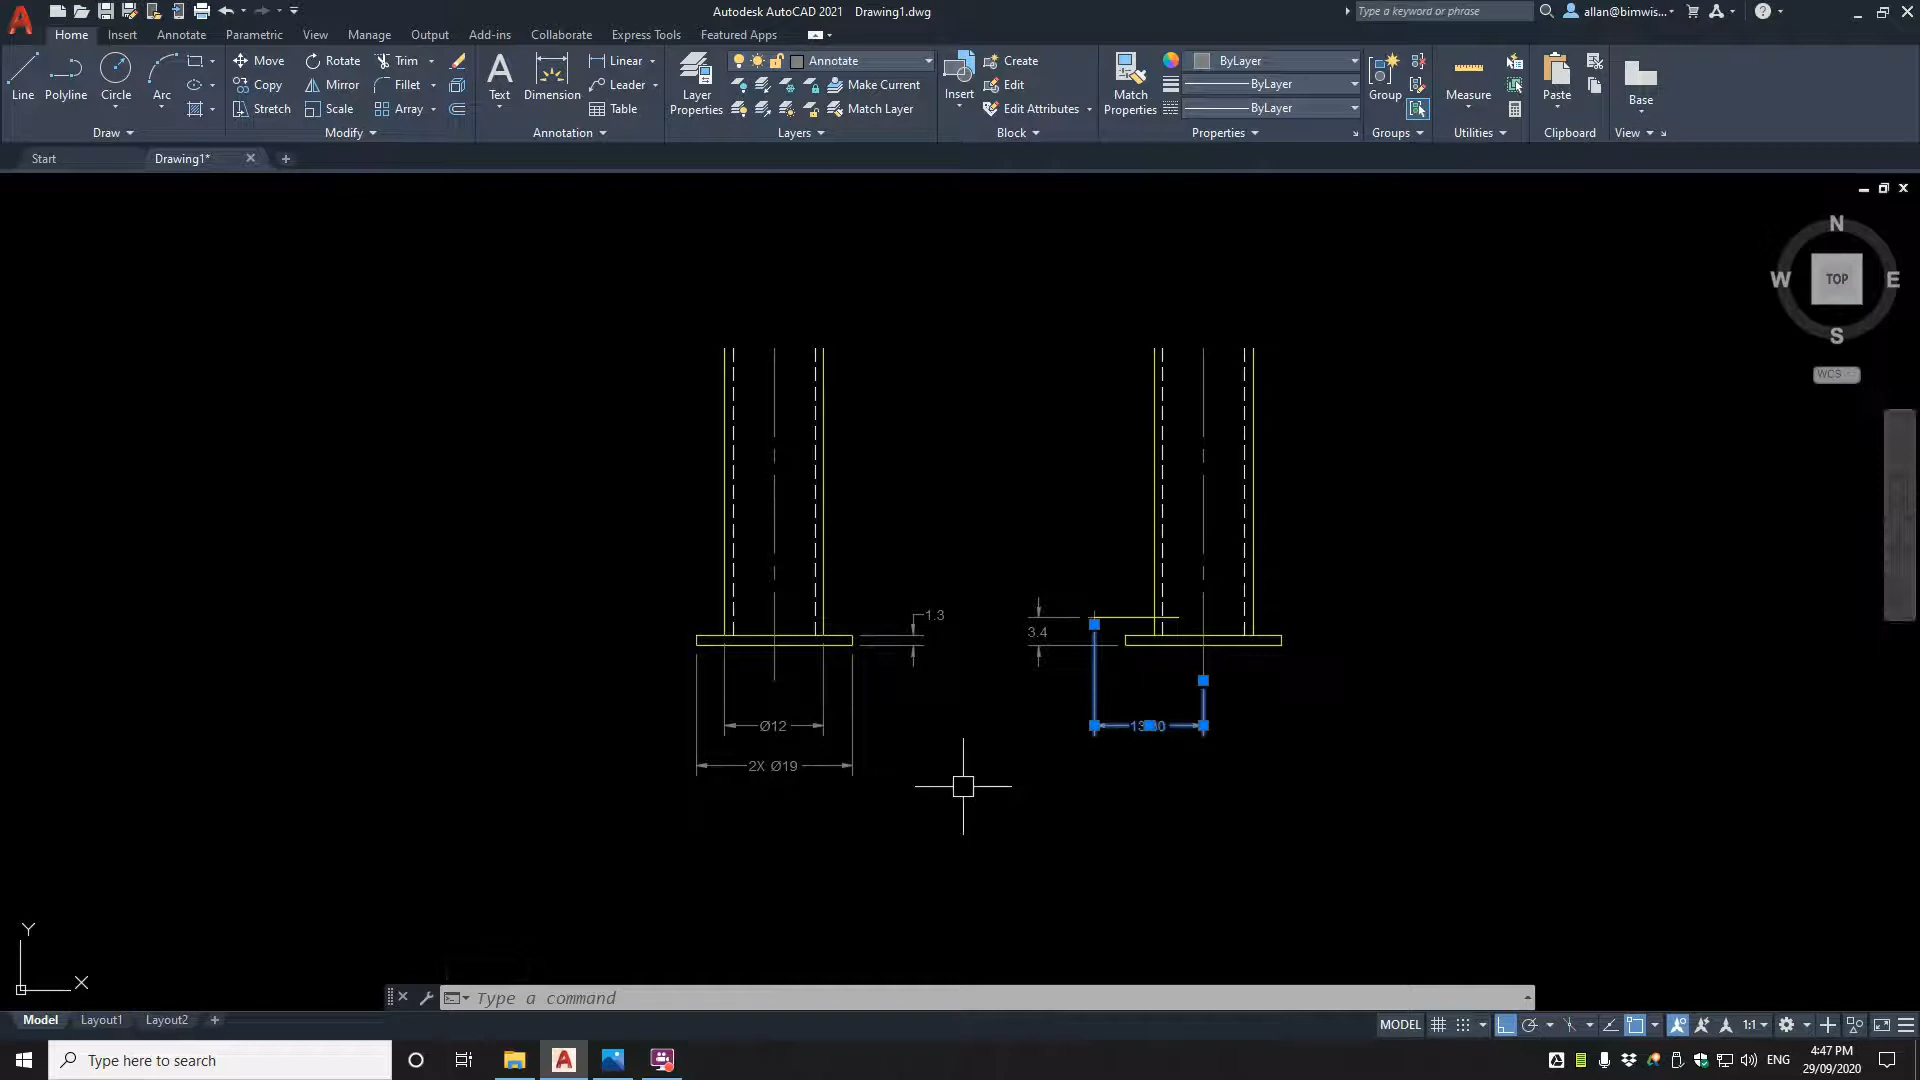 Autodesk AutoCAD 2021 Drawing1.dwg
Type a keyword or phrase
allan@bimwis...
Home Insert Annotate Parametric View Manage Output Add-ins Collaborate Express Tools Featured Apps
Line Polyline Circle Arc
Move Rotate Trim
Copy Mirror Fillet
Stretch Scale Array
Text Dimension
Linear
Leader
Table
Layer Properties
Annotate
Make Current
Match Layer
Insert
Create
Edit
Edit Attributes
Match Properties
ByLayer
ByLayer
ByLayer
Group
Measure
Paste
Base
Draw Modify Annotation Layers Block Properties Groups Utilities Clipboard View
Start Drawing1*
N
W TOP E
S
WCS
1.3
3.4
Ø12
2X Ø19
Y
X
Type a command
Model Layout1 Layout2
MODEL 1:1
Type here to search
ENG
4:47 PM
29/09/2020